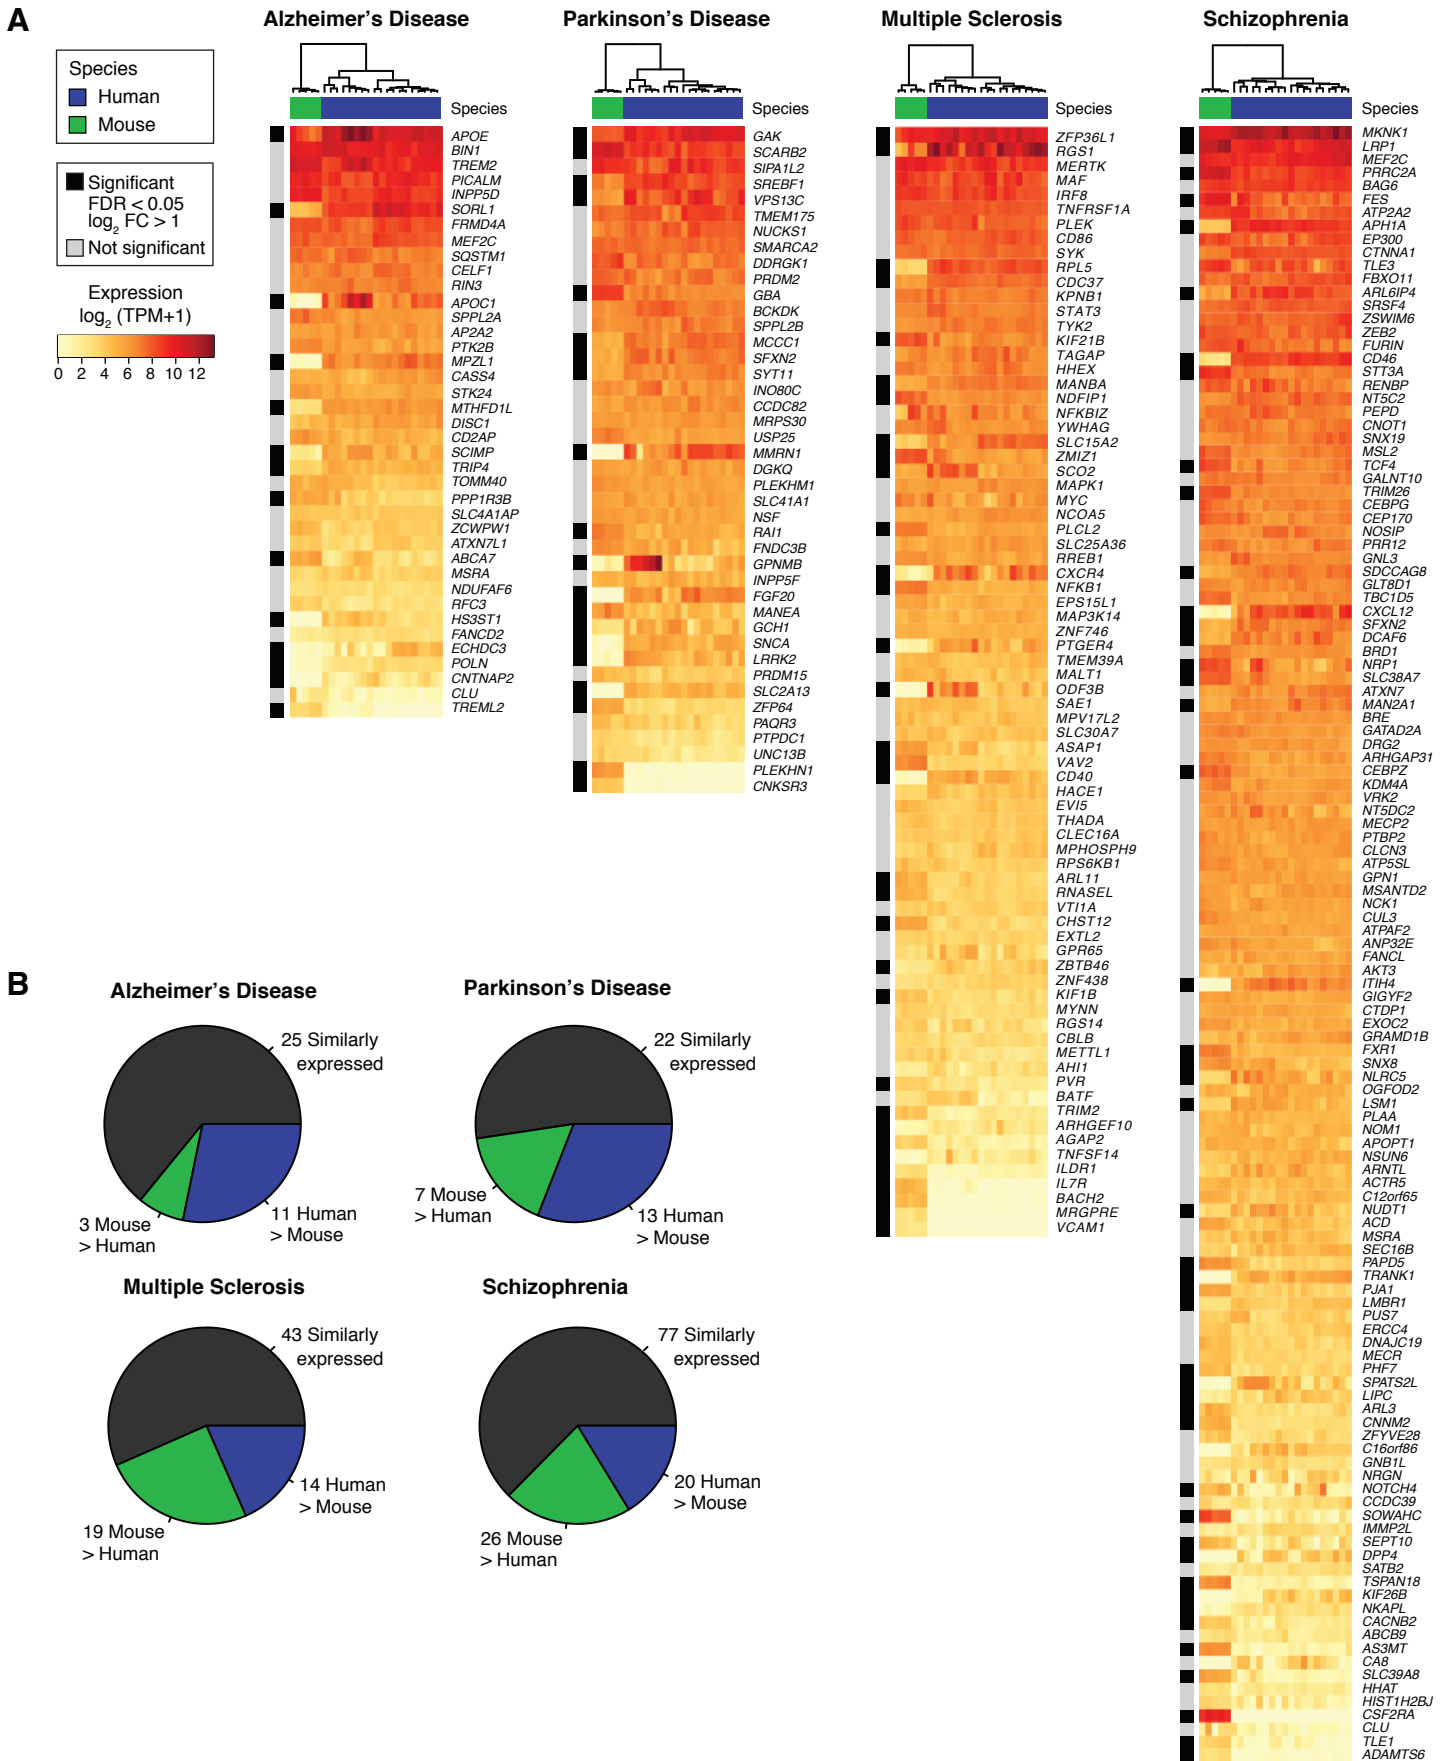 A
Alzheimer's Disease
Parkinson's Disease
Multiple Sclerosis
Schizophrenia
Species
Human
Mouse
Significant
FDR < 0.05
log2 FC > 1
Not significant
Expression
log2 (TPM+1)
0 2 4 6 8 10 12
Species
APOE
BIN1
TREM2
PICALM
INPP5D
SORL1
FRMD4A
MEF2C
SQSTM1
CELF1
RIN3
APOC1
SPPL2A
AP2A2
PTK2B
MPZL1
CASS4
STK24
MTHFD1L
DISC1
CD2AP
SCIMP
TRIP4
TOMM40
PPP1R3B
SLC4A1AP
ZCWPW1
ATXN7L1
ABCA7
MSRA
NDUFAF6
RFC3
HS3ST1
FANCD2
ECHDC3
POLN
CNTNAP2
CLU
TREML2
Species
GAK
SCARB2
SIPA1L2
SREBF1
VPS13C
TMEM175
NUCKS1
SMARCA2
DDRGK1
PRDM2
GBA
BCKDK
SPPL2B
MCCC1
SFXN2
SYT11
INO80C
CCDC82
MRPS30
USP25
MMRN1
DGKQ
PLEKHM1
SLC41A1
NSF
RAI1
FNDC3B
GPNMB
INPP5F
FGF20
MANEA
GCH1
SNCA
LRRK2
PRDM15
SLC2A13
ZFP64
PAQR3
PTPDC1
UNC13B
PLEKHN1
CNKSR3
Species
ZFP36L1
RGS1
MERTK
MAF
IRF8
TNFRSF1A
PLEK
CD86
SYK
RPL5
CDC37
KPNB1
STAT3
TYK2
KIF21B
TAGAP
HHEX
MANBA
NDFIP1
NFKBIZ
YWHAG
SLC15A2
ZMIZ1
SCO2
MAPK1
MYC
NCOA5
PLCL2
SLC25A36
RREB1
CXCR4
NFKB1
EPS15L1
MAP3K14
ZNF746
PTGER4
TMEM39A
MALT1
ODF3B
SAE1
MPV17L2
SLC30A7
ASAP1
VAV2
CD40
HACE1
EVI5
THADA
CLEC16A
MPHOSPH9
RPS6KB1
ARL11
RNASEL
VTI1A
CHST12
EXTL2
GPR65
ZBTB46
ZNF438
KIF1B
MYNN
RGS14
CBLB
METTL1
AHI1
PVR
BATF
TRIM2
ARHGEF10
AGAP2
TNFSF14
ILDR1
IL7R
BACH2
MRGPRE
VCAM1
Species
MKNK1
LRP1
MEF2C
PRRC2A
BAG6
FES
ATP2A2
APH1A
EP300
CTNNA1
TLE3
FBXO11
ARL6IP4
SRSF4
ZSWIM6
ZEB2
FURIN
CD46
STT3A
RENBP
NT5C2
PEPD
CNOT1
SNX19
MSL2
TCF4
GALNT10
TRIM26
CEBPG
CEP170
NOSIP
PRR12
GNL3
SDCCAG8
GLT8D1
TBC1D5
CXCL12
SFXN2
DCAF6
BRD1
NRP1
SLC38A7
ATXN7
MAN2A1
BRE
GATAD2A
DRG2
ARHGAP31
CEBPZ
KDM4A
VRK2
NT5DC2
MECP2
PTBP2
CLCN3
ATP5SL
GPN1
MSANTD2
NCK1
CUL3
ATPAF2
ANP32E
FANCL
AKT3
ITIH4
GIGYF2
CTDP1
EXOC2
GRAMD1B
FXR1
SNX8
NLRC5
OGFOD2
LSM1
PLAA
NOM1
APOPT1
NSUN6
ARNTL
ACTR5
C12orf65
NUDT1
ACD
MSRA
SEC16B
PAPD5
TRANK1
PJA1
LMBR1
PUS7
ERCC4
DNAJC19
MECR
PHF7
SPATS2L
LIPC
ARL3
CNNM2
ZFYVE28
C16orf86
GNB1L
NRGN
NOTCH4
CCDC39
SOWAHC
IMMP2L
SEPT10
DPP4
SATB2
TSPAN18
KIF26B
NKAPL
CACNB2
ABCB9
AS3MT
CA8
SLC39A8
HHAT
HIST1H2BJ
CSF2RA
CLU
TLE1
ADAMTS6
B
Alzheimer's Disease
25 Similarly
expressed
3 Mouse
> Human
11 Human
> Mouse
Parkinson's Disease
22 Similarly
expressed
7 Mouse
> Human
13 Human
> Mouse
Multiple Sclerosis
43 Similarly
expressed
14 Human
> Mouse
19 Mouse
> Human
Schizophrenia
77 Similarly
expressed
20 Human
> Mouse
26 Mouse
> Human